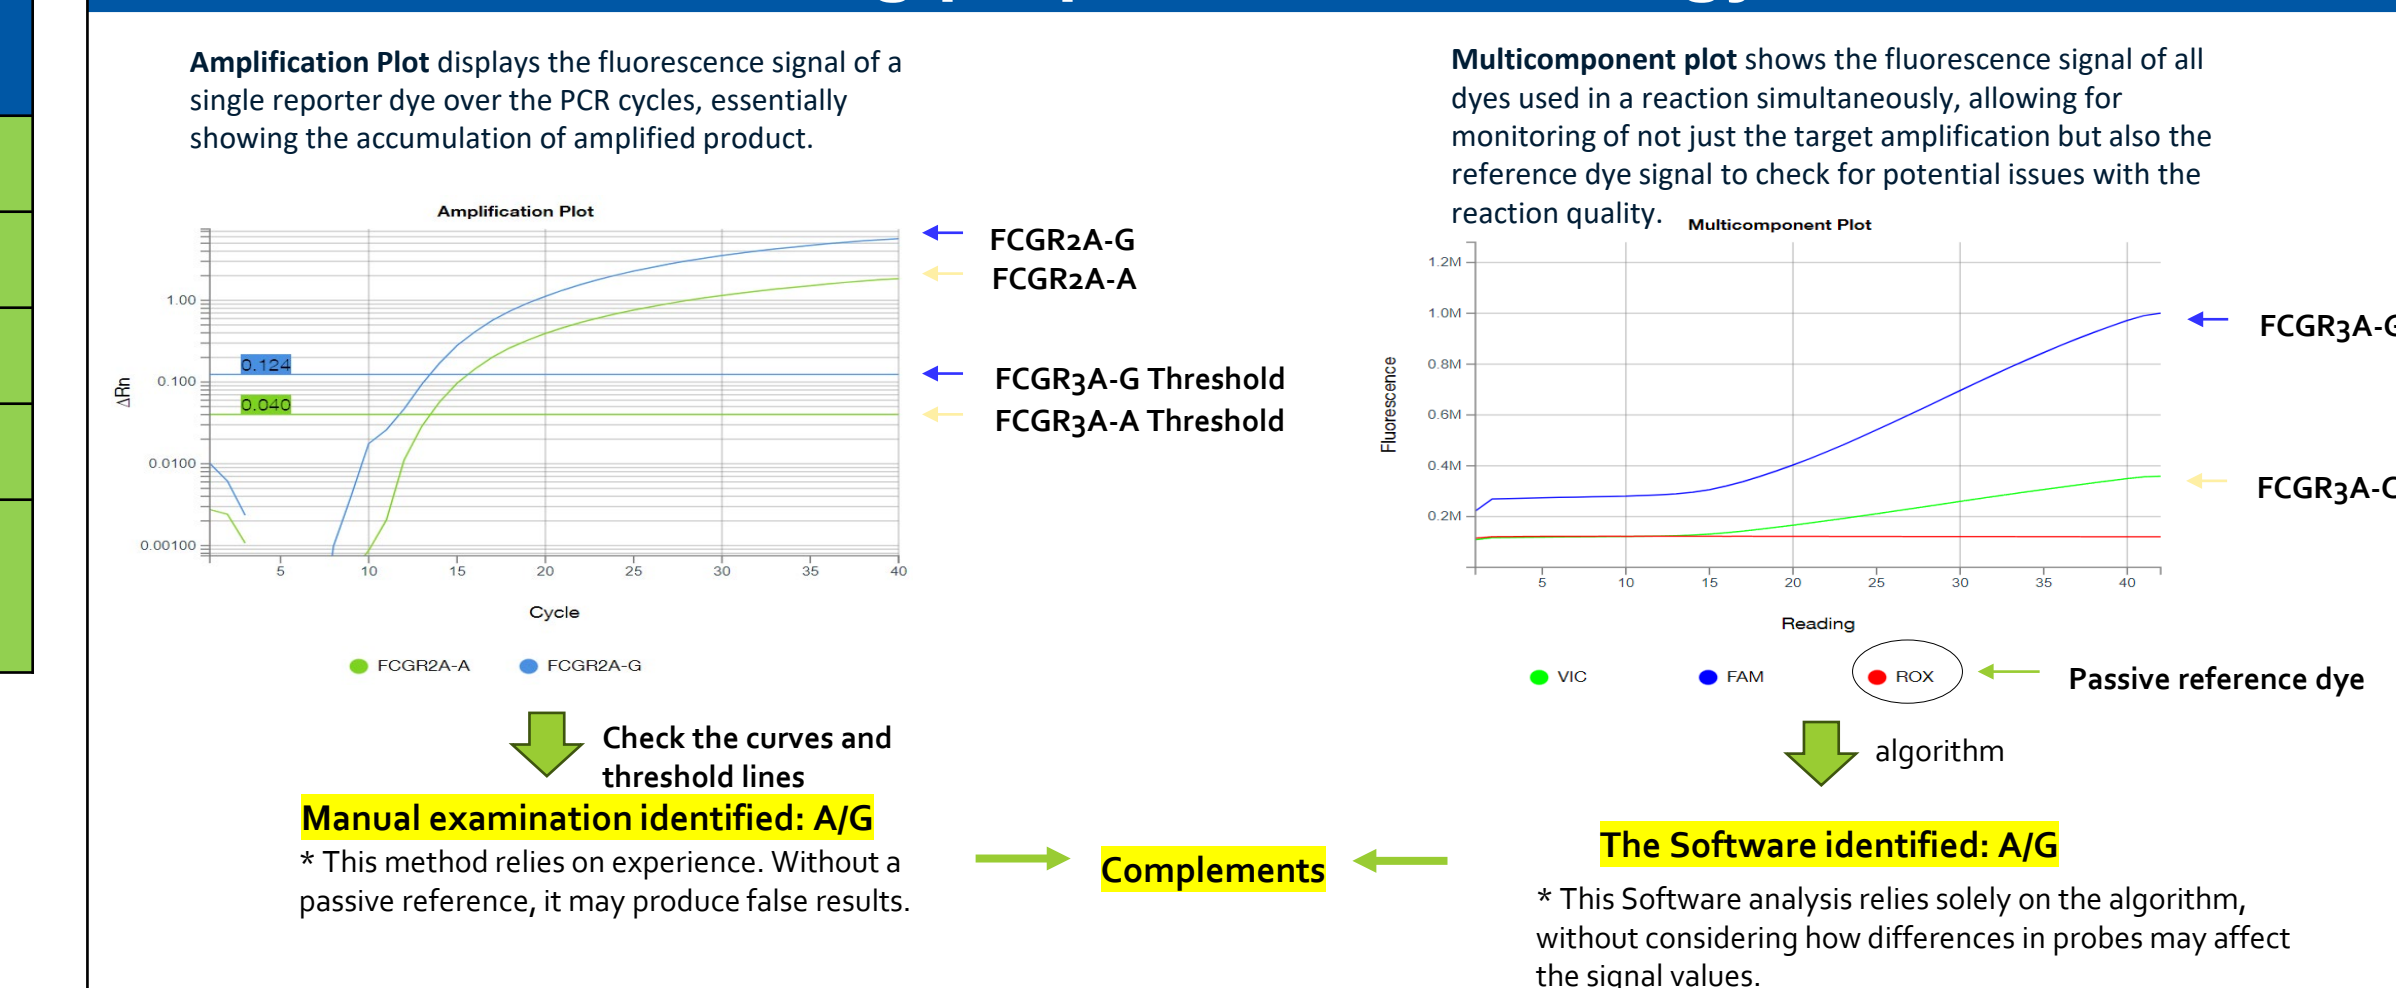 Amplification Plot displays the fluorescence signal of a
single reporter dye over the PCR cycles, essentially
showing the accumulation of amplified product.
Amplification Plot
ΔRn
1.00
0.100
0.0100
0.00100
0.124
0.040
5
10
15
20
25
30
35
40
Cycle
FCGR2A-A
FCGR2A-G
FCGR2A-G
FCGR2A-A
FCGR3A-G Threshold
FCGR3A-A Threshold
Check the curves and
threshold lines
Manual examination identified: A/G
* This method relies on experience. Without a
passive reference, it may produce false results.
Complements
Multicomponent plot shows the fluorescence signal of all
dyes used in a reaction simultaneously, allowing for
monitoring of not just the target amplification but also the
reference dye signal to check for potential issues with the
reaction quality.
Multicomponent Plot
Fluorescence
1.2M
1.0M
0.8M
0.6M
0.4M
0.2M
5
10
15
20
25
30
35
40
Reading
VIC
FAM
ROX
FCGR3A-
FCGR3A-
Passive reference dye
algorithm
The Software identified: A/G
* This Software analysis relies solely on the algorithm,
without considering how differences in probes may affect
the signal values.